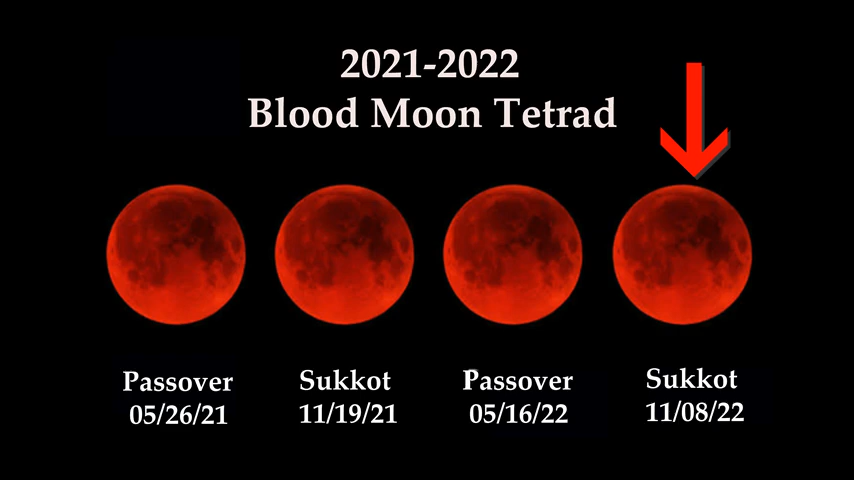 2021-2022
Blood Moon Tetrad
Passover
05/26/21
Sukkot
11/19/21
Passover
05/16/22
Sukkot
11/08/22